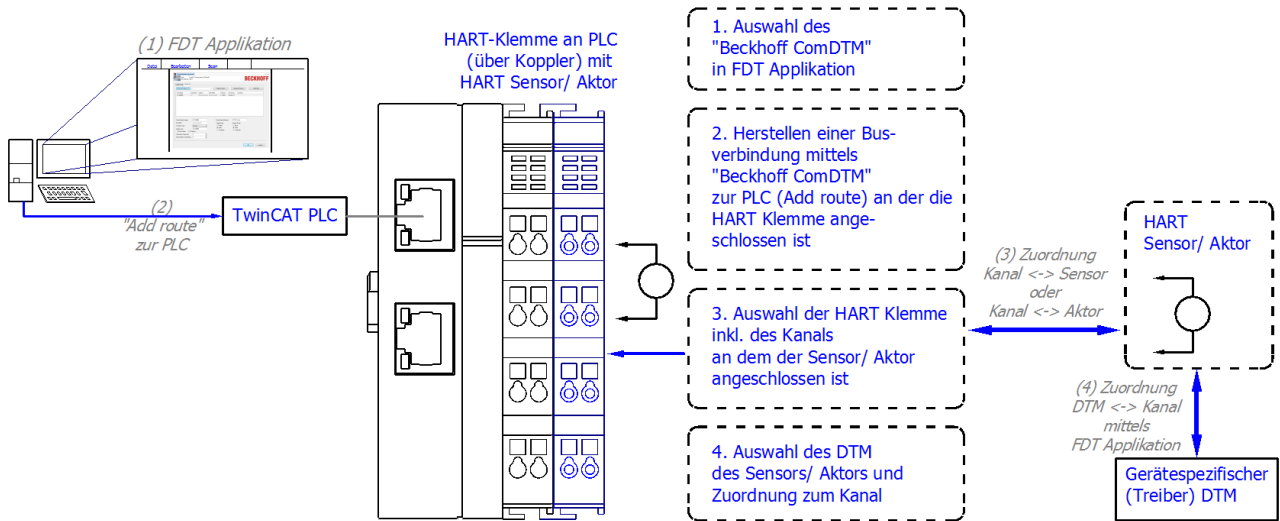 (1) FDT Applikation
BECKHOFF
(2)
"Add route"
zur PLC
TwinCAT PLC
HART-Klemme an PLC
(über Koppler) mit
HART Sensor/ Aktor
1. Auswahl des
"Beckhoff ComDTM"
in FDT Applikation
2. Herstellen einer Bus-
verbindung mittels
"Beckhoff ComDTM"
zur PLC (Add route) an der die
HART Klemme ange-
schlossen ist
3. Auswahl der HART Klemme
inkl. des Kanals
an dem der Sensor/ Aktor
angeschlossen ist
4. Auswahl des DTM
des Sensors/ Aktors und
Zuordnung zum Kanal
(3) Zuordnung
Kanal <-> Sensor
oder
Kanal <-> Aktor
HART
Sensor/ Aktor
(4) Zuordnung
DTM <-> Kanal
mittels
FDT Applikation
Gerätespezifischer
(Treiber) DTM